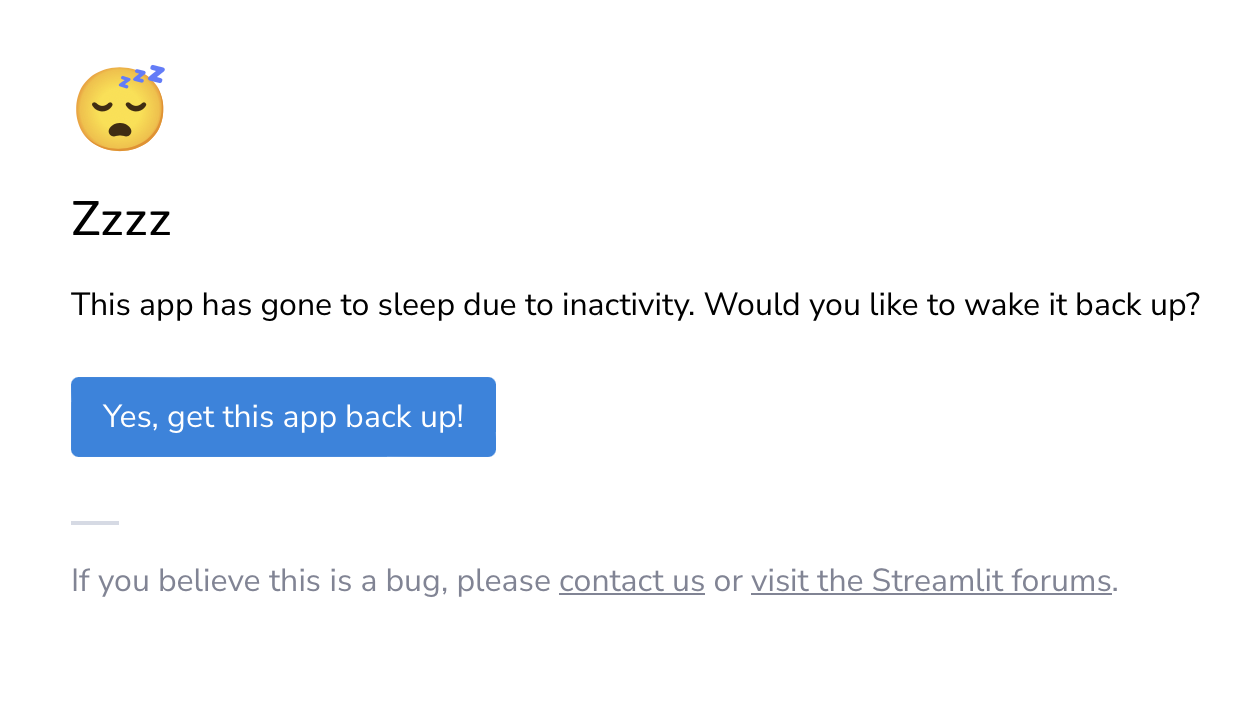 Zzzz
This app has gone to sleep due to inactivity. Would you like to wake it back up?
Yes, get this app back up!
If you believe this is a bug, please contact us or visit the Streamlit forums.